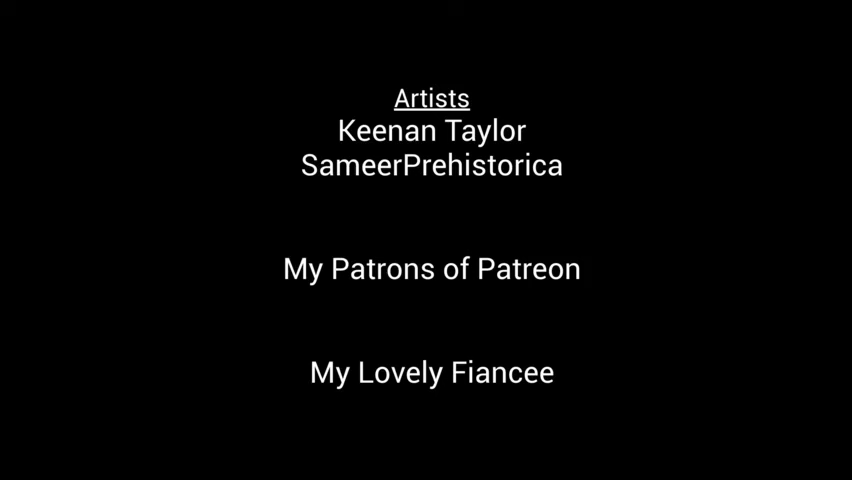 Artists
Keenan Taylor
SameerPrehistorica
My Patrons of Patreon
My Lovely Fiancee